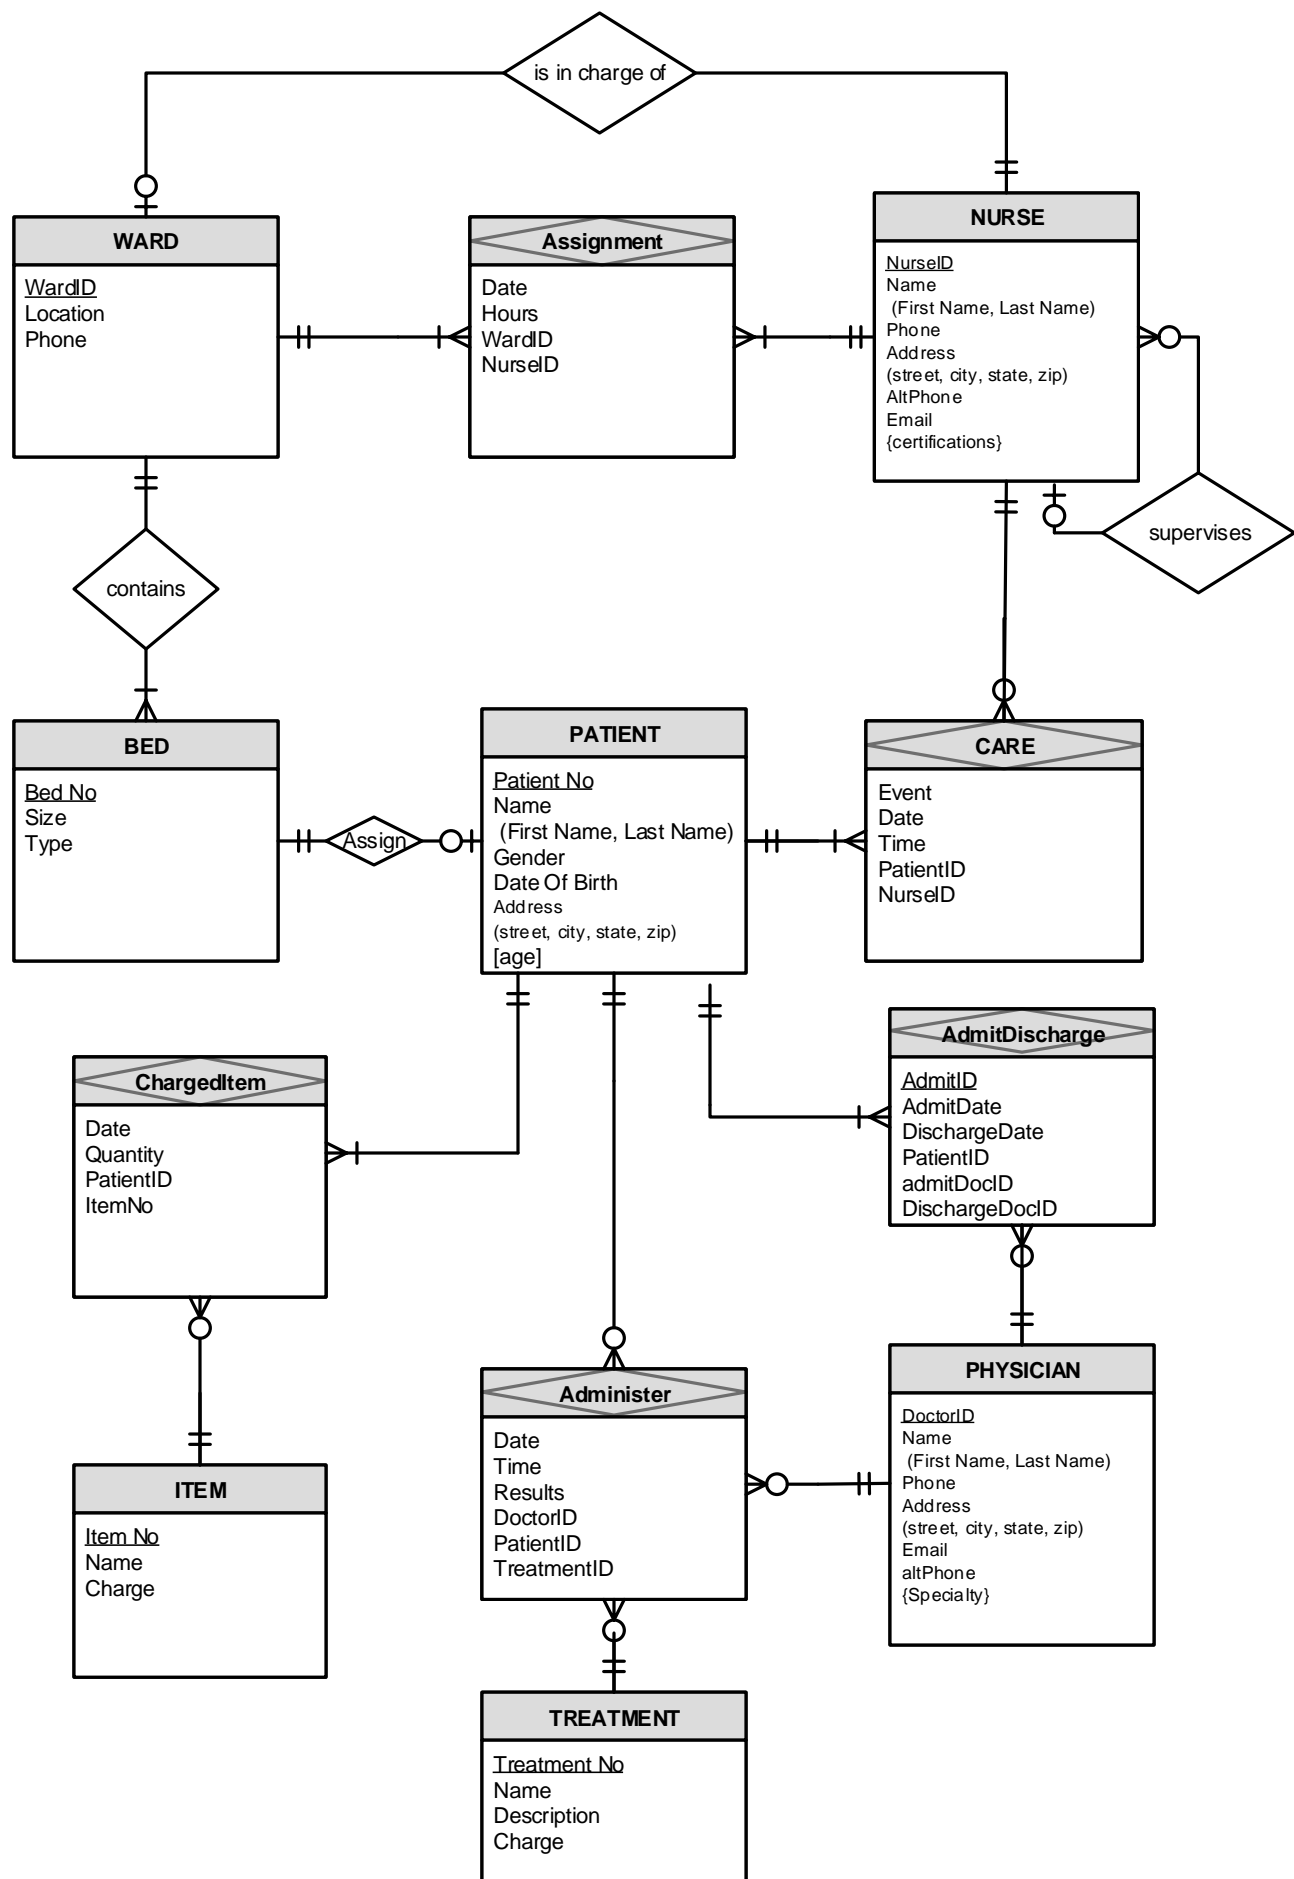 is in charge of
WARD
WardID
Location
Phone
Assignment
Date
Hours
WardID
NurseID
NURSE
NurseID
Name
(First Name, Last Name)
Phone
Address
(street, city, state, zip)
AltPhone
Email
{certifications}
supervises
contains
BED
Bed No
Size
Type
Assign
PATIENT
Patient No
Name
(First Name, Last Name)
Gender
Date Of Birth
Address
(street, city, state, zip)
[age]
CARE
Event
Date
Time
PatientID
NurseID
ChargedItem
Date
Quantity
PatientID
ItemNo
AdmitDischarge
AdmitID
AdmitDate
DischargeDate
PatientID
admitDocID
DischargeDocID
ITEM
Item No
Name
Charge
Administer
Date
Time
Results
DoctorID
PatientID
TreatmentID
PHYSICIAN
DoctorID
Name
(First Name, Last Name)
Phone
Address
(street, city, state, zip)
Email
altPhone
{Specialty}
TREATMENT
Treatment No
Name
Description
Charge